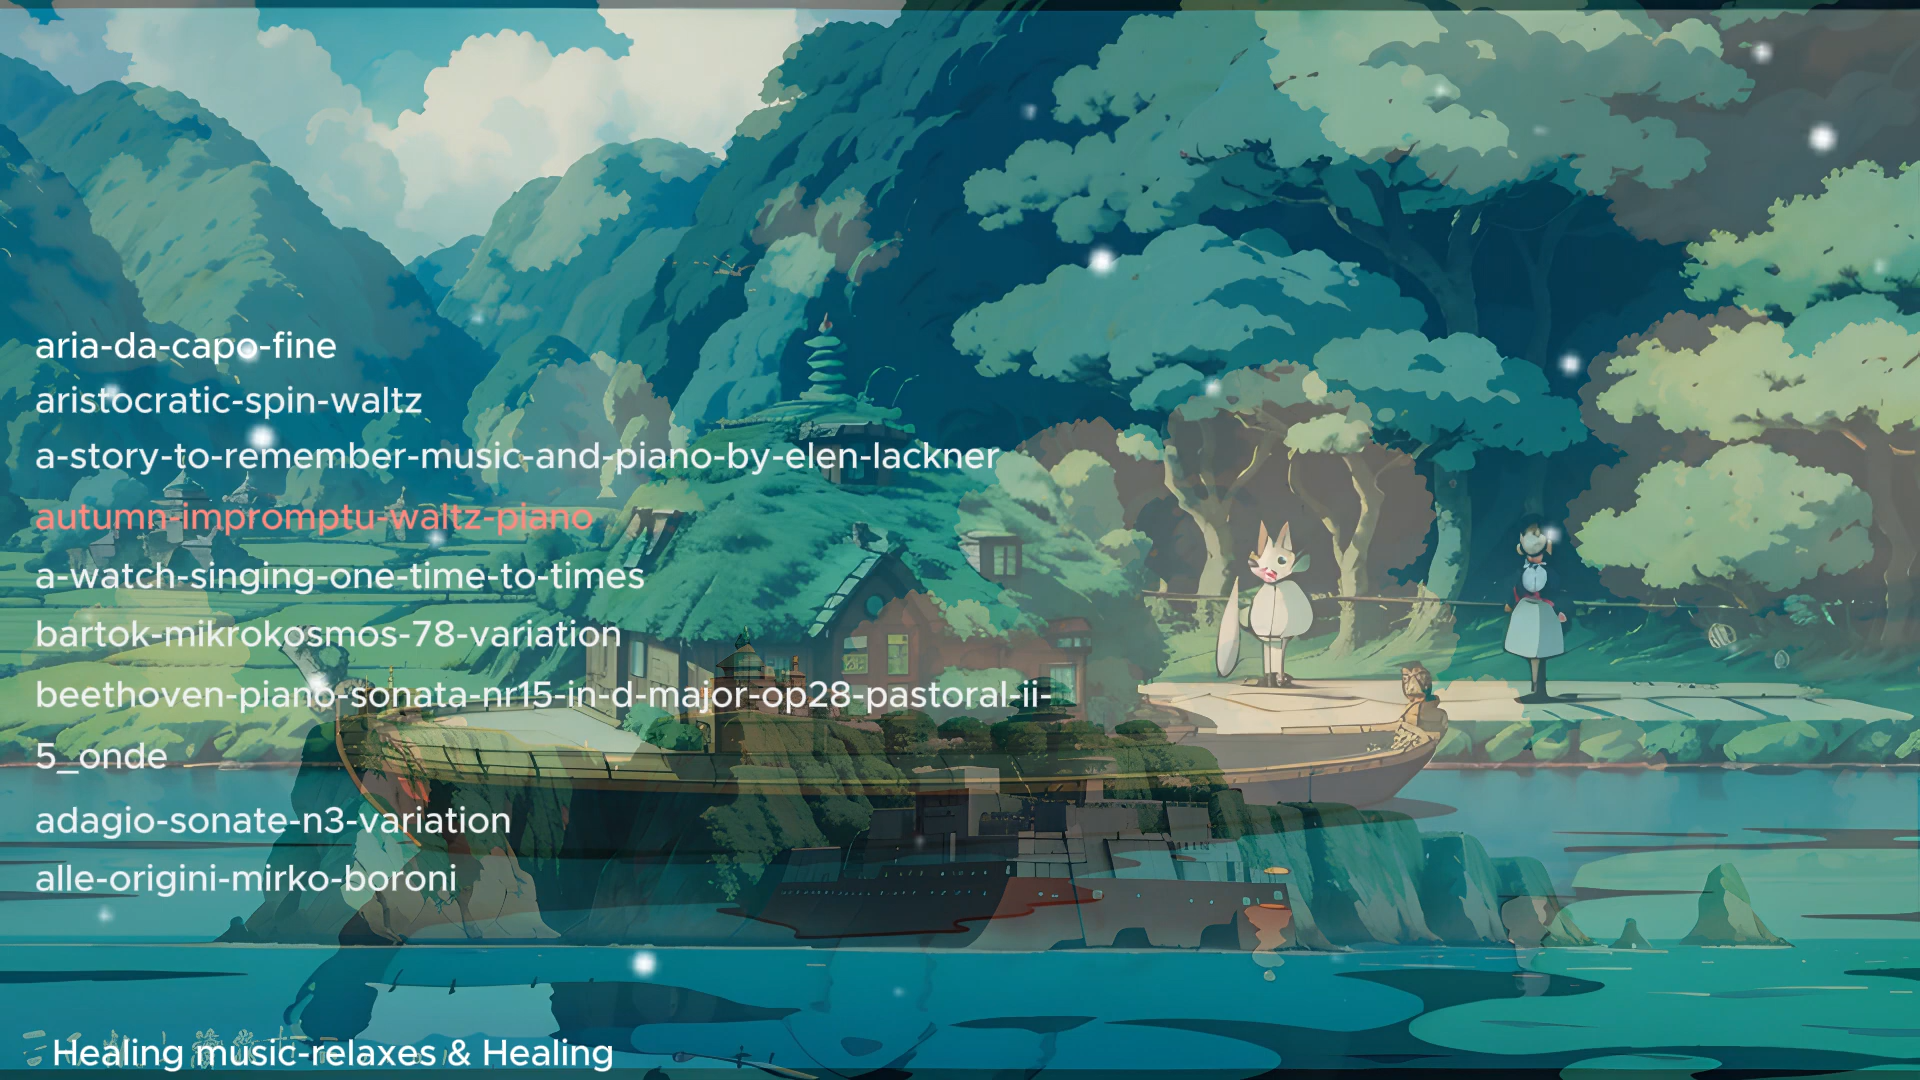 aria-da-capo-fine
aristocratic-spin-waltz
a-story-to-remember-music-and-piano-by-elen-lackner
autumn-impromptu-waltz-piano
a-watch-singing-one-time-to-times
bartok-mikrokosmos-78-variation
beethoven-piano-sonata-nr15-in-d-major-op28-pastoral-ii-
5_onde
adagio-sonate-n3-variation
alle-origini-mirko-boroni
Healing music-relaxes & Healing